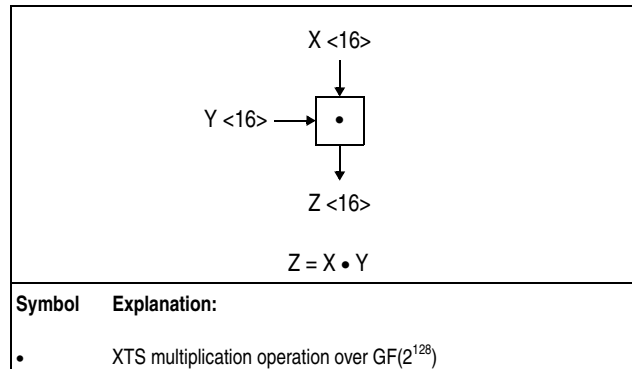 X <16>
Y <16>
•
Z <16>
Z = X • Y
Symbol Explanation:
• XTS multiplication operation over GF(2^128)